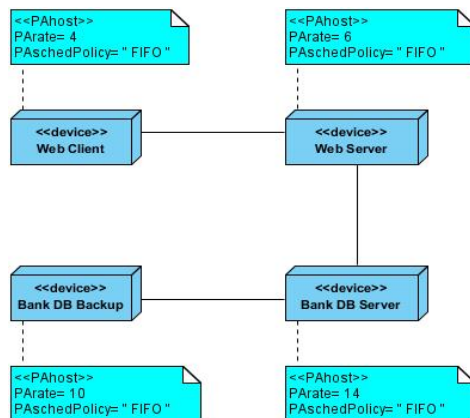 <<PAhost>>
PArate= 4
PAschedPolicy= " FIFO "
<<PAhost>>
PArate= 6
PAschedPolicy= " FIFO "
<<device>>
Web Client
<<device>>
Web Server
<<device>>
Bank DB Backup
<<device>>
Bank DB Server
<<PAhost>>
PArate= 10
PAschedPolicy= " FIFO "
<<PAhost>>
PArate= 14
PAschedPolicy= " FIFO "